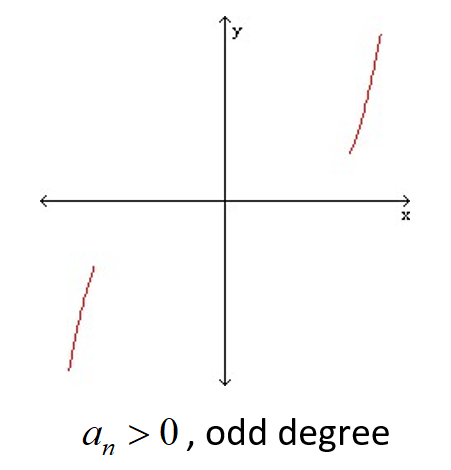 y
x
aₙ > 0 , odd degree